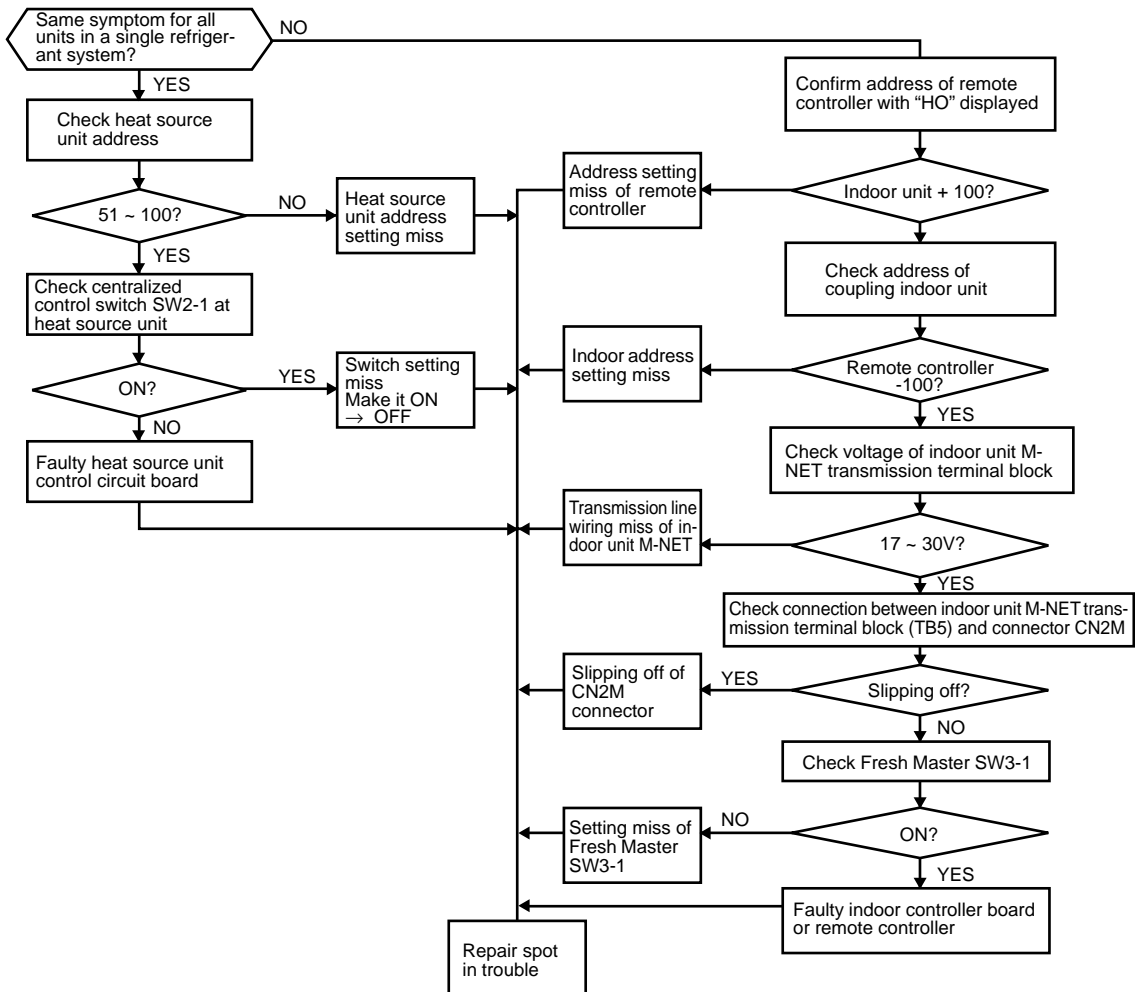 Same symptom for all
units in a single refriger-
ant system?
NO
YES
Check heat source
unit address
51 ~ 100?
NO
Heat source
unit address
setting miss
YES
Check centralized
control switch SW2-1 at
heat source unit
ON?
YES
Switch setting
miss
Make it ON
→ OFF
NO
Faulty heat source unit
control circuit board
Confirm address of remote
controller with “HO” displayed
Indoor unit + 100?
Address setting
miss of remote
controller
Check address of
coupling indoor unit
Remote controller
-100?
Indoor address
setting miss
YES
Check voltage of indoor unit M-
NET transmission terminal block
17 ~ 30V?
Transmission line
wiring miss of in-
door unit M-NET
YES
Check connection between indoor unit M-NET trans-
mission terminal block (TB5) and connector CN2M
Slipping off?
YES
Slipping off of
CN2M
connector
NO
Check Fresh Master SW3-1
ON?
NO
Setting miss of
Fresh Master
SW3-1
YES
Faulty indoor controller board
or remote controller
Repair spot
in trouble